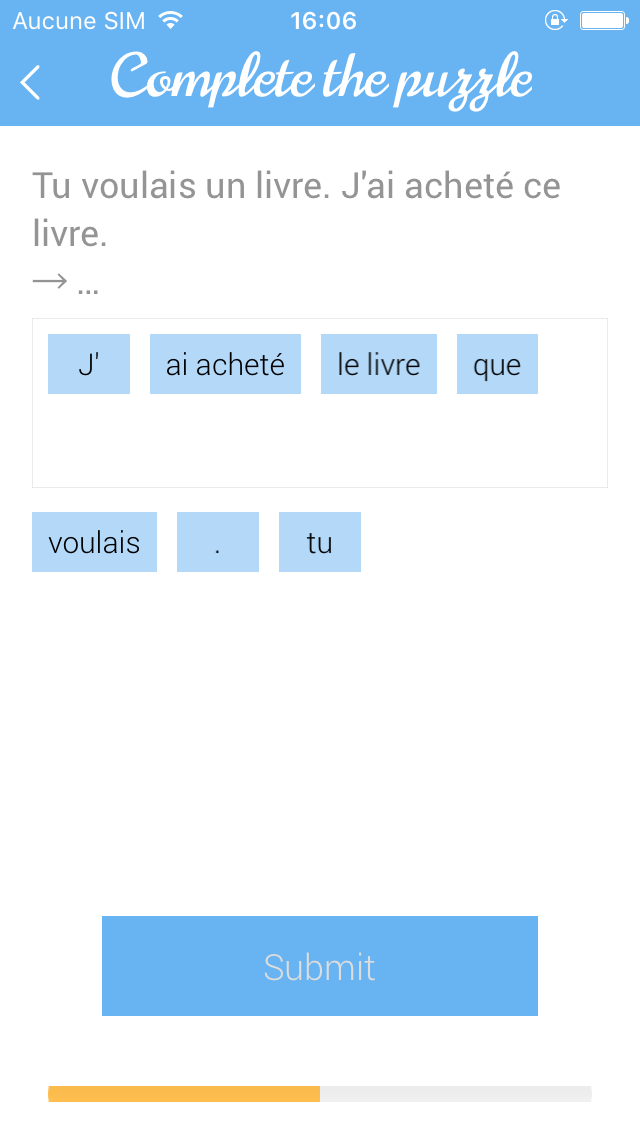 Aucune SIM 16:06
Complete the puzzle
Tu voulais un livre. J'ai acheté ce
livre.
→ ...
J' ai acheté le livre que
voulais . tu
Submit